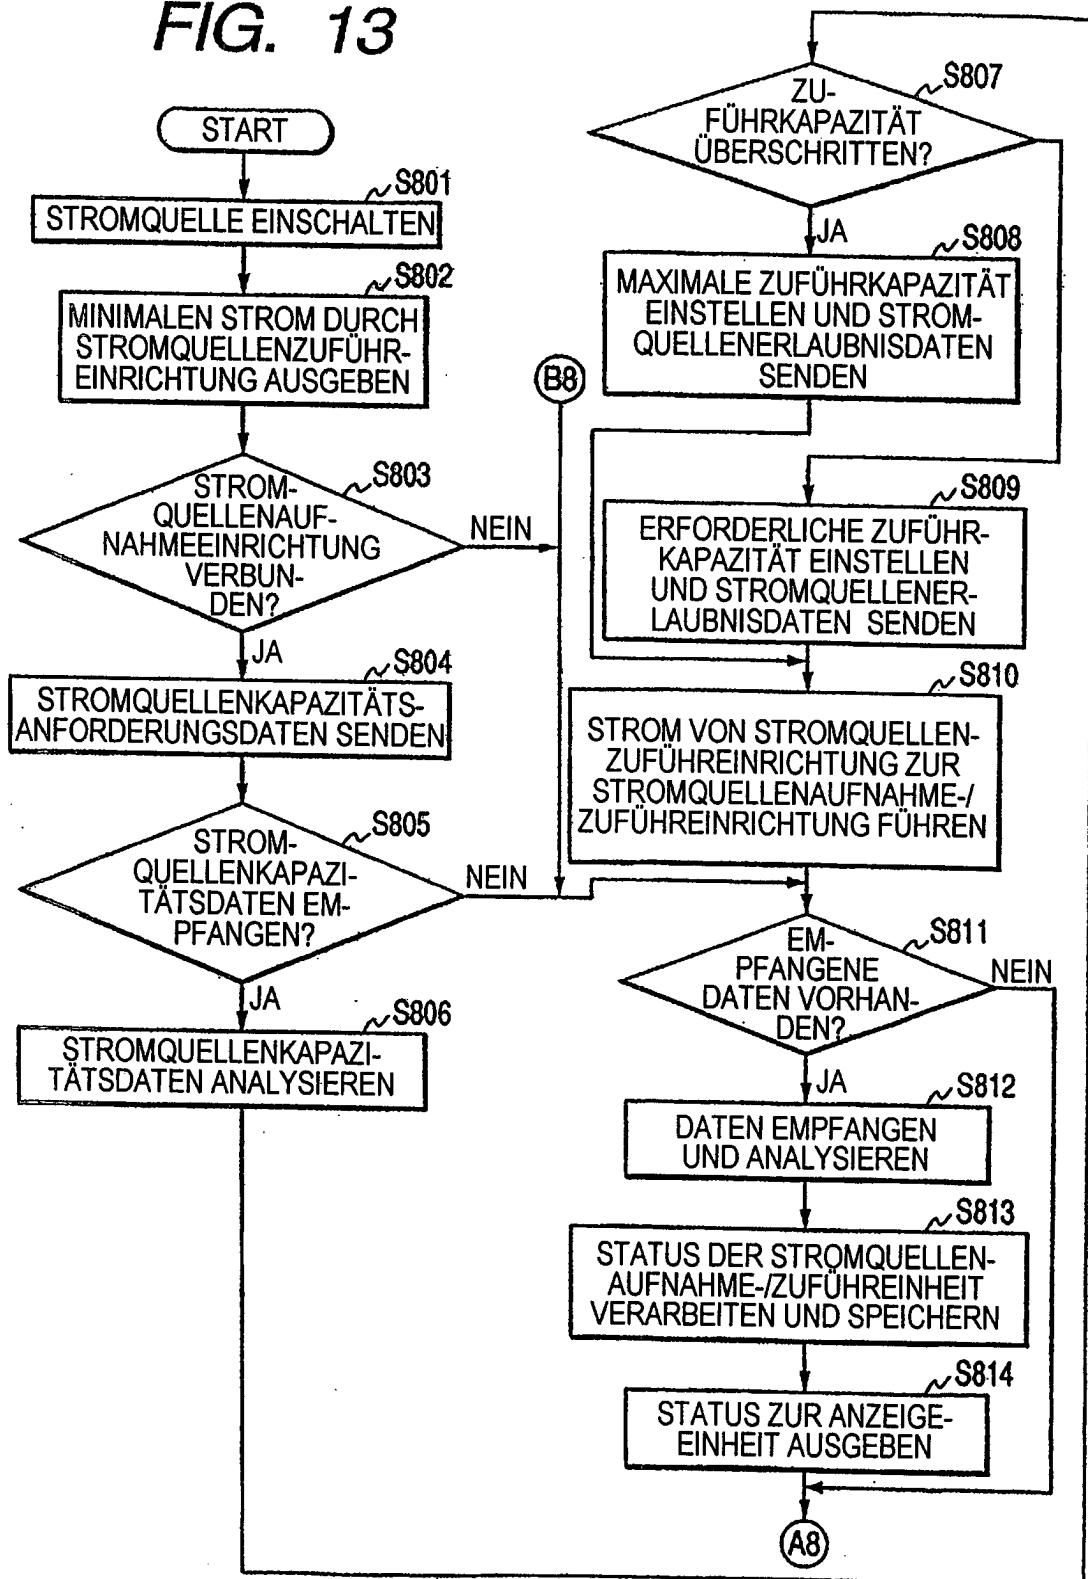 FIG. 13
START
S801
STROMQUELLE EINSCHALTEN
S802
MINIMALEN STROM DURCH
STROMQUELLENZUFÜHR-
EINRICHTUNG AUSGEBEN
B8
S803
STROM-
QUELLENAUF-
NAHMEEINRICHTUNG
VERBUN-
DEN?
NEIN
JA
S804
STROMQUELLENKAPAZITÄTS-
ANFORDERUNGSDATEN SENDEN
S805
STROM-
QUELLENKAPAZI-
TÄTSDATEN EM-
PFANGEN?
NEIN
JA
S806
STROMQUELLENKAPAZI-
TÄTSDATEN ANALYSIEREN
S807
ZU-
FÜHRKAPAZITÄT
ÜBERSCHRITTEN?
JA
S808
MAXIMALE ZUFÜHRKAPAZITÄT
EINSTELLEN UND STROM-
QUELLENERLAUBNISDATEN
SENDEN
S809
ERFORDERLICHE ZUFÜHR-
KAPAZITÄT EINSTELLEN
UND STROMQUELLENER-
LAUBNISDATEN SENDEN
S810
STROM VON STROMQUELLEN-
ZUFÜHREINRICHTUNG ZUR
STROMQUELLENAUFNAHME-/
ZUFÜHREINRICHTUNG FÜHREN
S811
EM-
PFANGENE
DATEN VORHAN-
DEN?
NEIN
JA
S812
DATEN EMPFANGEN
UND ANALYSIEREN
S813
STATUS DER STROMQUELLEN-
AUFNAHME-/ZUFÜHREINHEIT
VERARBEITEN UND SPEICHERN
S814
STATUS ZUR ANZEIGE-
EINHEIT AUSGEBEN
A8